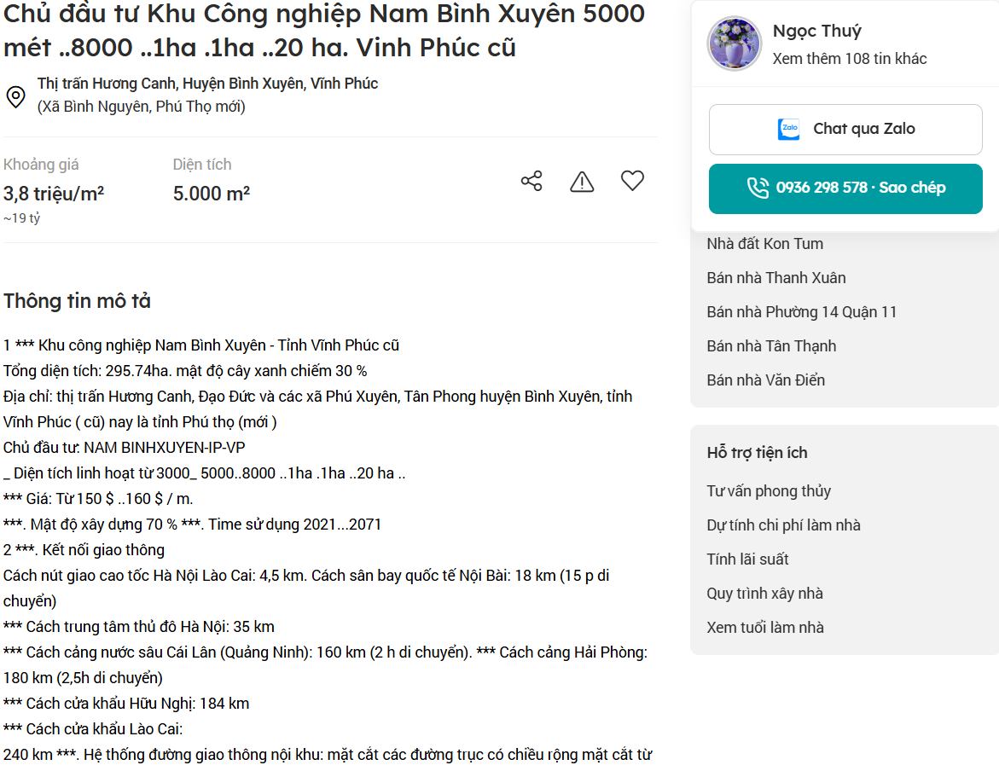 Chủ đầu tư Khu Công nghiệp Nam Bình Xuyên 5000
mét ..8000 ..1ha .1ha ..20 ha. Vinh Phúc cũ
Thị trấn Hương Canh, Huyện Bình Xuyên, Vĩnh Phúc
(Xã Bình Nguyên, Phú Thọ mới)
Khoảng giá
Diện tích
3,8 triệu/m²
5.000 m²
~19 tỷ
Thông tin mô tả
1 *** Khu công nghiệp Nam Bình Xuyên - Tỉnh Vĩnh Phúc cũ
Tổng diện tích: 295.74ha. mật độ cây xanh chiếm 30 %
Địa chỉ: thị trấn Hương Canh, Đạo Đức và các xã Phú Xuyên, Tân Phong huyện Bình Xuyên, tỉnh
Vĩnh Phúc ( cũ) nay là tỉnh Phú thọ (mới )
Chủ đầu tư: NAM BINHXUYEN-IP-VP
_ Diện tích linh hoạt từ 3000_ 5000..8000 ..1ha .1ha ..20 ha ..
*** Giá: Từ 150 $ ..160 $ / m.
***. Mật độ xây dựng 70 % ***. Time sử dụng 2021...2071
2 ***. Kết nối giao thông
Cách nút giao cao tốc Hà Nội Lào Cai: 4,5 km. Cách sân bay quốc tế Nội Bài: 18 km (15 p di
chuyển)
*** Cách trung tâm thủ đô Hà Nội: 35 km
*** Cách cảng nước sâu Cái Lân (Quảng Ninh): 160 km (2 h di chuyển). *** Cách cảng Hải Phòng:
180 km (2,5h di chuyển)
*** Cách cửa khẩu Hữu Nghị: 184 km
*** Cách cửa khẩu Lào Cai:
240 km ***. Hệ thống đường giao thông nội khu: mặt cắt các đường trục có chiều rộng mặt cắt từ
Ngọc Thuý
Xem thêm 108 tin khác
Zalo
Chat qua Zalo
0936 298 578 · Sao chép
Nhà đất Kon Tum
Bán nhà Thanh Xuân
Bán nhà Phường 14 Quận 11
Bán nhà Tân Thạnh
Bán nhà Văn Điển
Hỗ trợ tiện ích
Tư vấn phong thủy
Dự tính chi phí làm nhà
Tính lãi suất
Quy trình xây nhà
Xem tuổi làm nhà